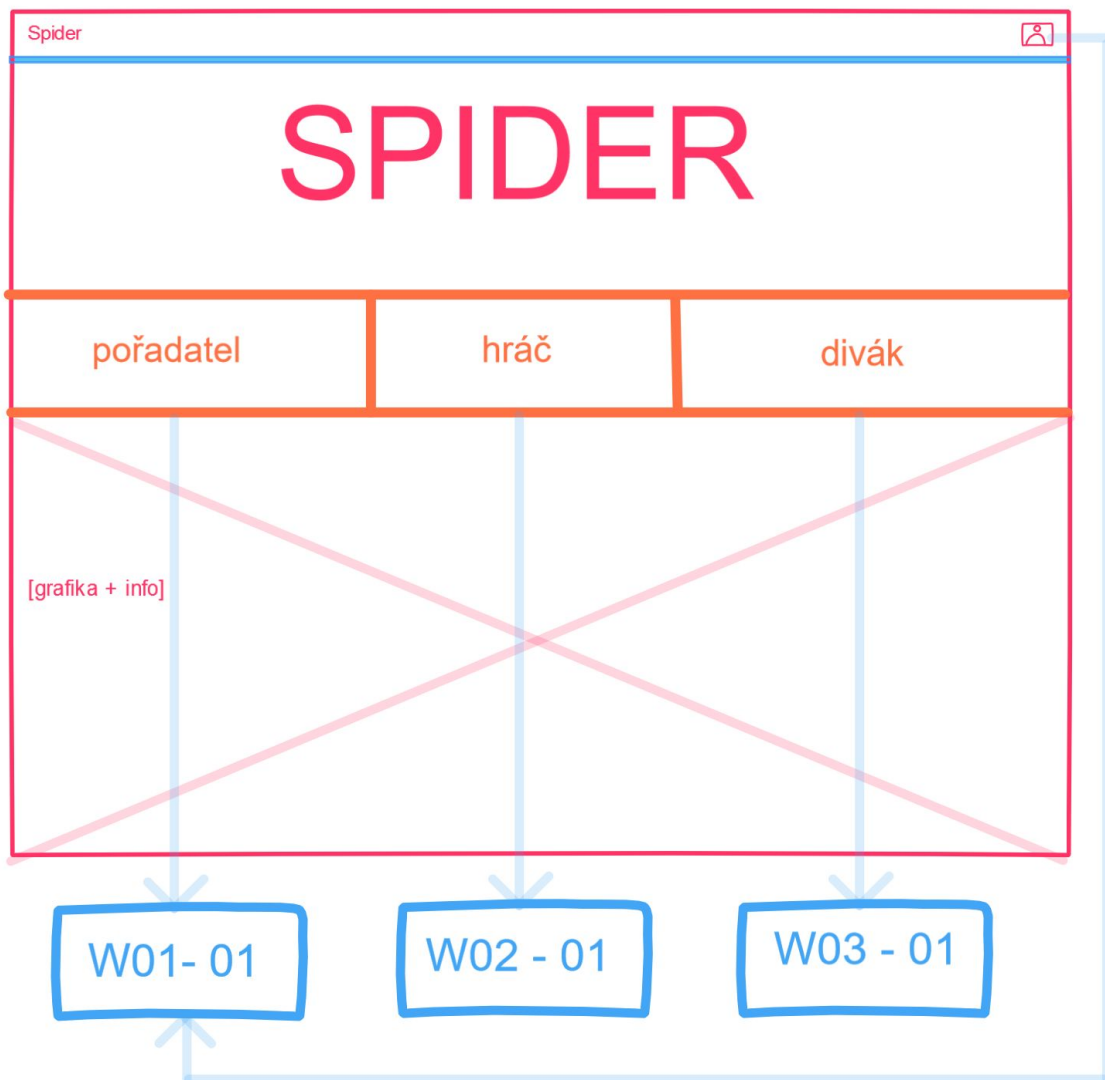 Spider
SPIDER
pořadatel
hráč
divák
[grafika + info]
W01- 01
W02 - 01
W03 - 01